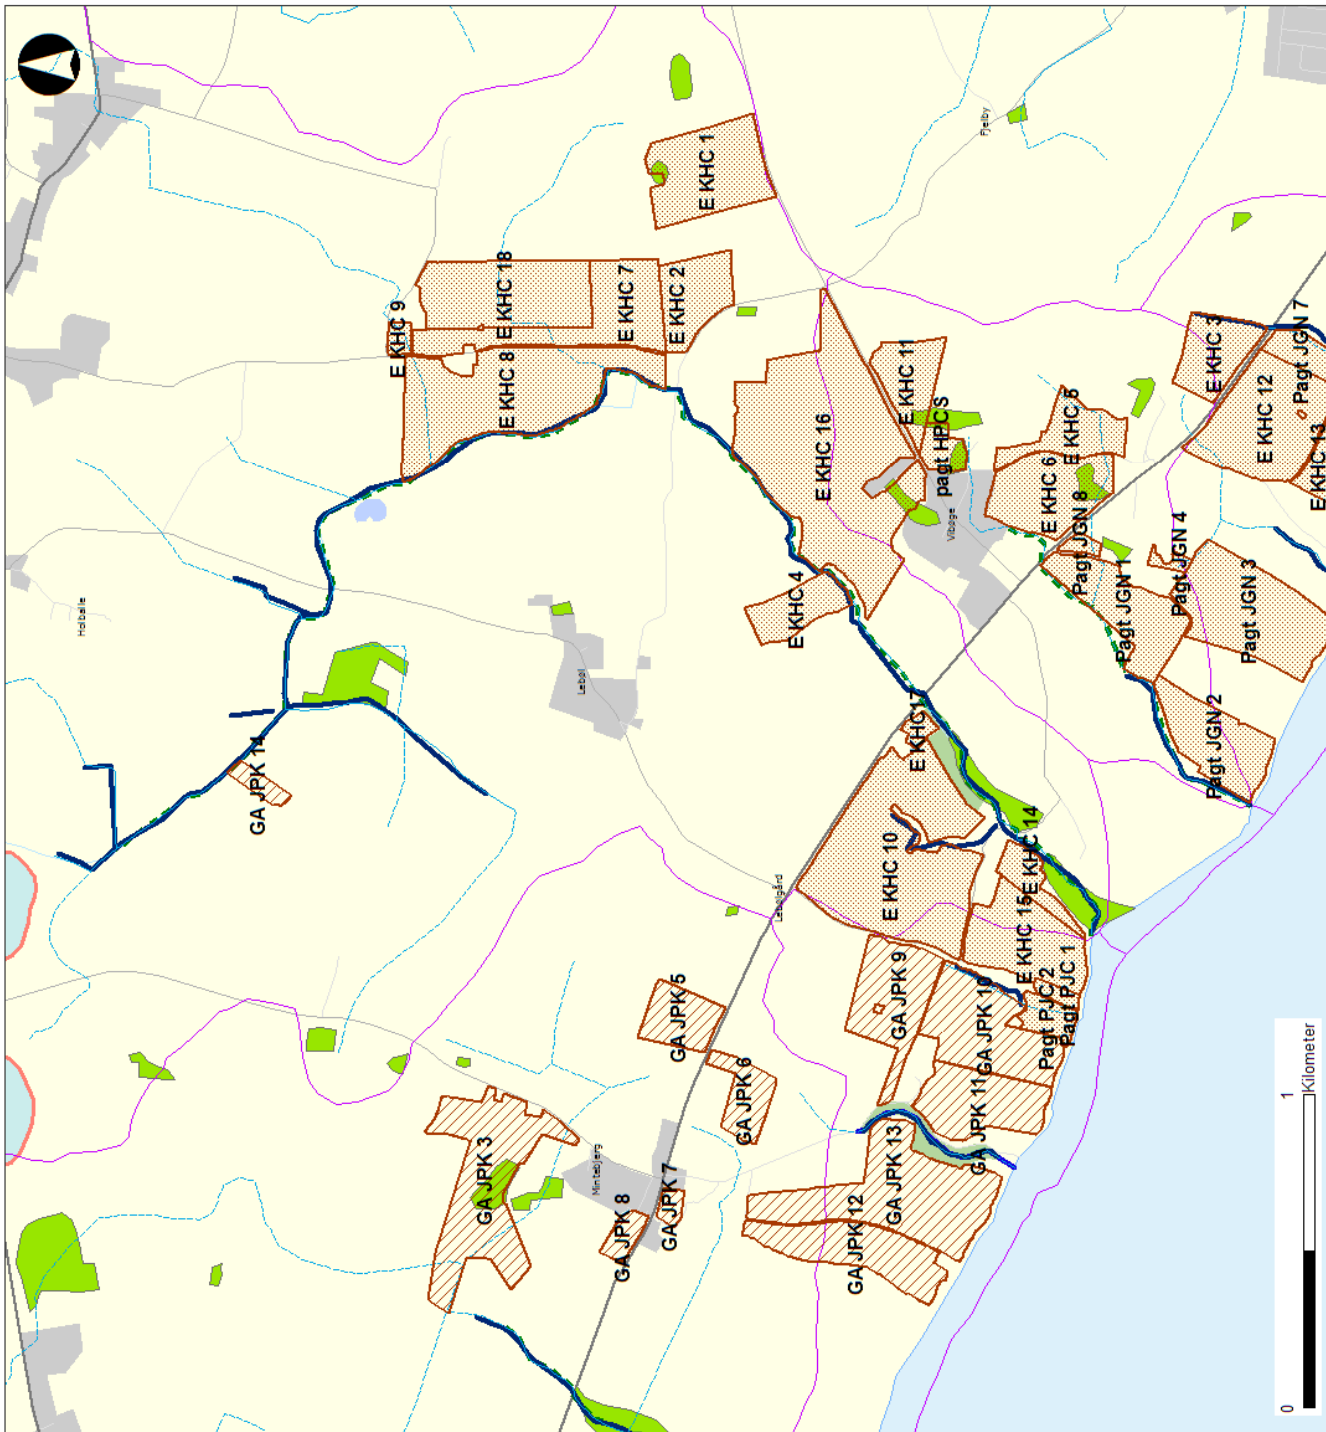 Holbølle
Fjelby
E KHC 1
E KHC 9
E KHC 18
E KHC 7
E KHC 2
E KHC 8
E KHC 3
Pagt JGN 7
E KHC 11
E KHC 12
E KHC 16
pagt HPC S
E KHC 5
E KHC 13
E KHC 6
Vibøge
Pagt JGN 8
Pagt JGN 4
E KHC 4
Pagt JGN 1
Pagt JGN 3
Lebøl
E KHC17
Pagt JGN 2
GA JPK 14
E KHC 14
E KHC 10
Lebølgård
E KHC 15
GA JPK 9
Pagt PJC 1
Pagt PJC 2
GA JPK 5
GA JPK 10
GA JPK 6
GA JPK 11
GA JPK 3
Mintebjerg
GA JPK 13
GA JPK 7
GA JPK 8
GA JPK 12
0
1
Kilometer